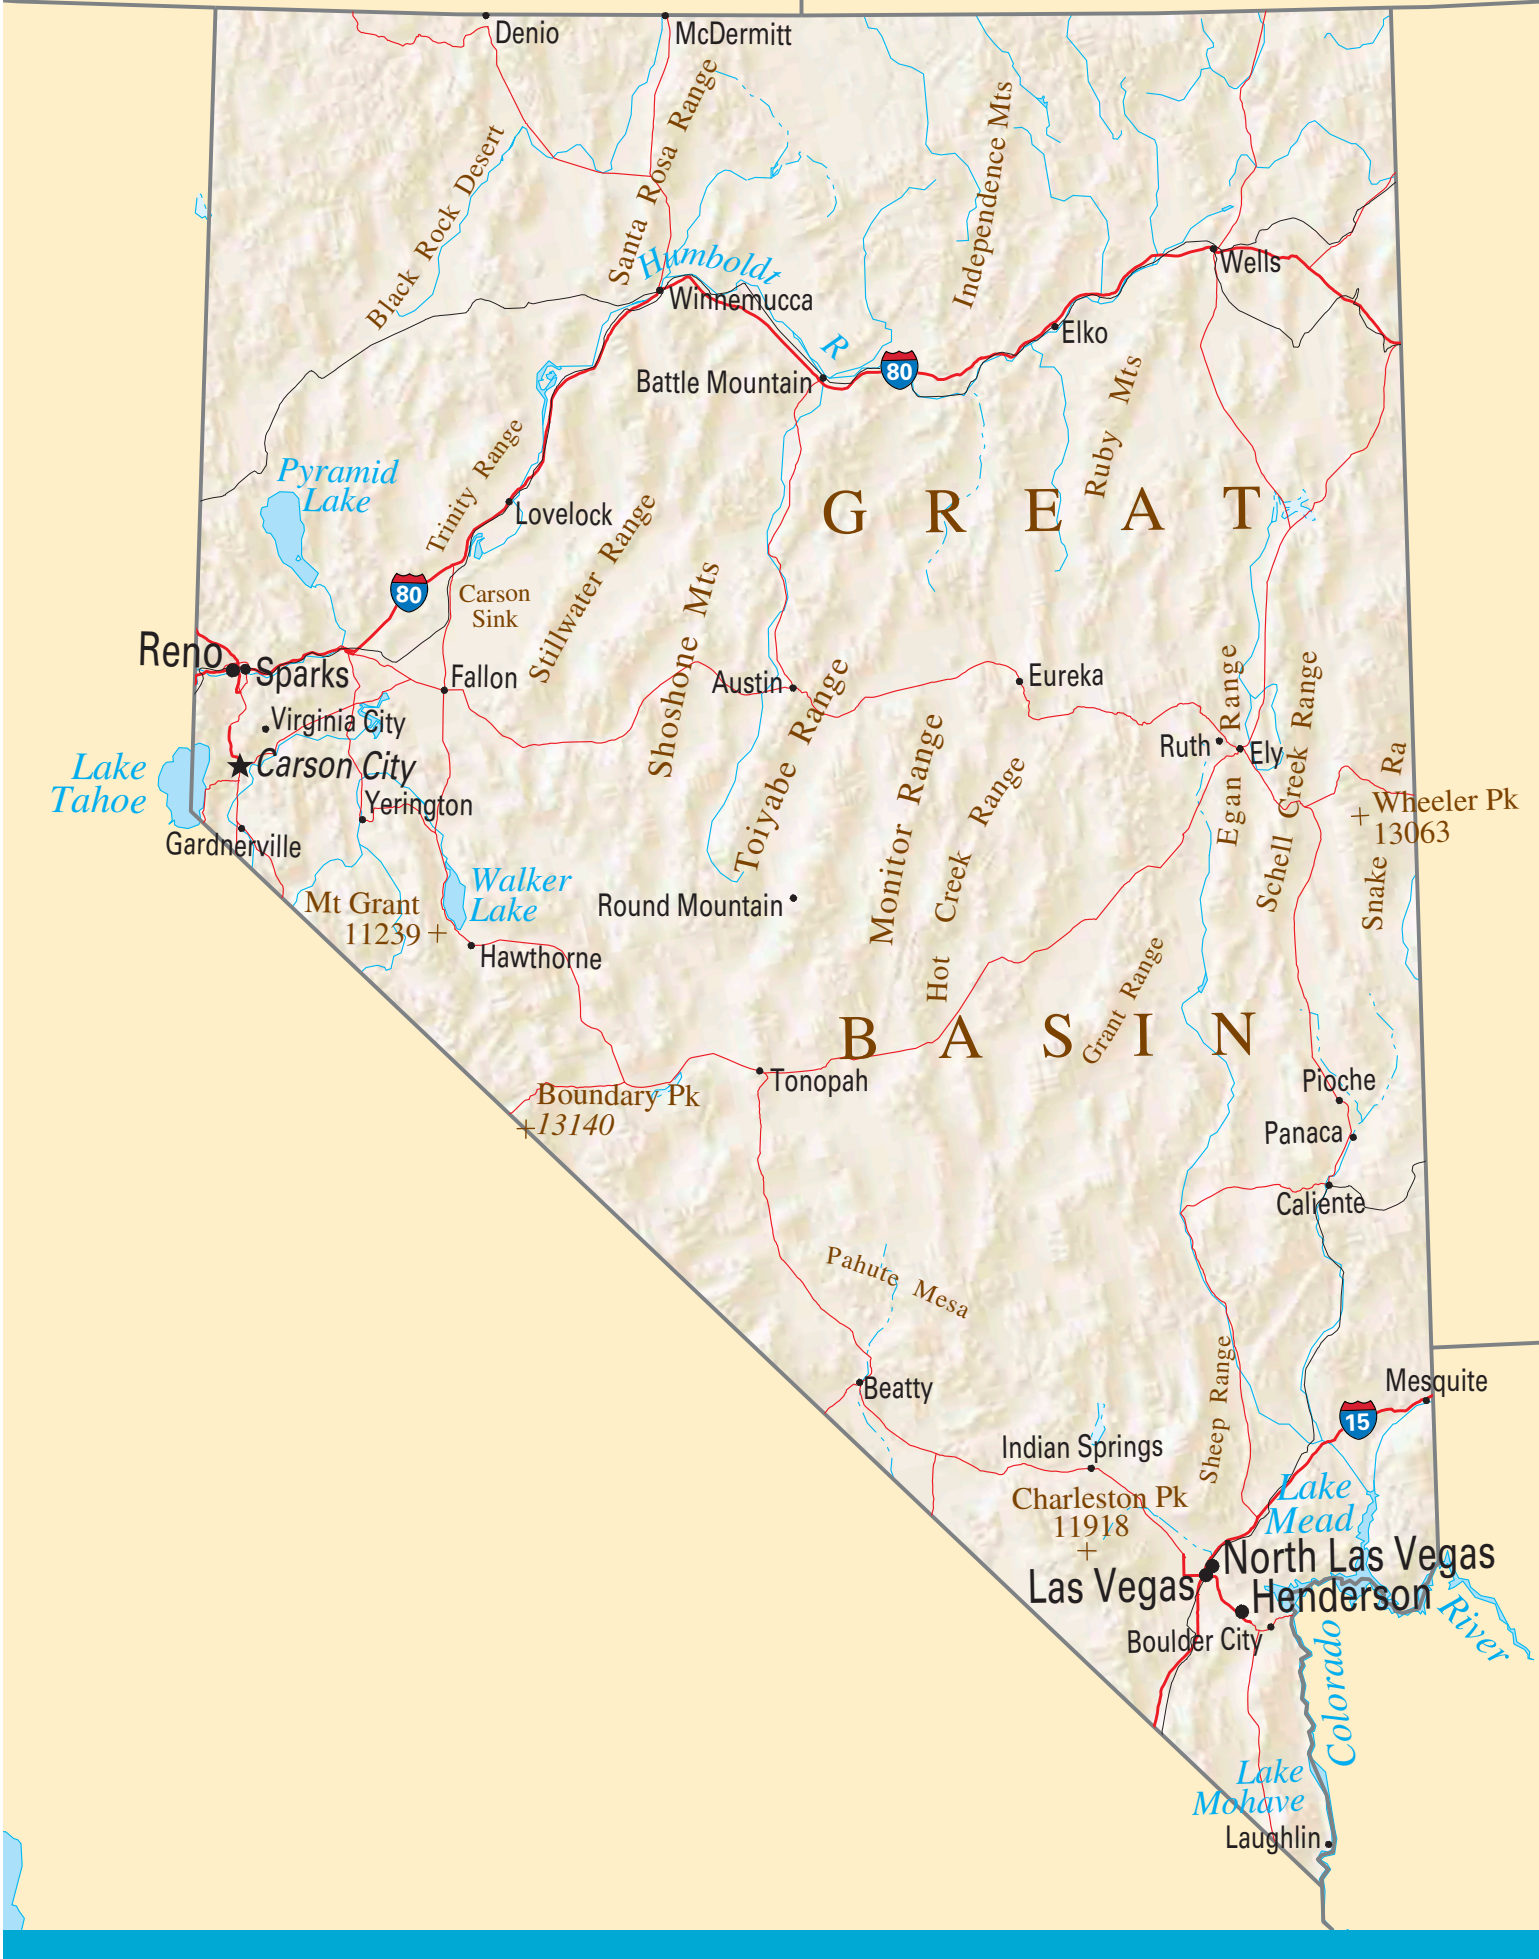 Denio
McDermitt
Black Rock Desert
Santa Rosa Range
Independence Mts
Humboldt
R
Winnemucca
Wells
Elko
80
Battle Mountain
Ruby Mts
Pyramid
Lake
Trinity Range
Lovelock
GREAT
80
Carson
Sink
Stillwater Range
Shoshone Mts
Reno
Sparks
Fallon
Austin
Toiyabe Range
Eureka
Egan Range
Schell Creek Range
Virginia City
Ruth
Ely
Monitor Range
Hot Creek Range
Snake Ra
Lake
Tahoe
Carson City
Yerington
Wheeler Pk
13063
Gardnerville
Walker
Lake
Mt Grant
11239
Round Mountain
Hawthorne
Grant Range
BASIN
Tonopah
Boundary Pk
13140
Pioche
Panaca
Caliente
Pahute Mesa
Beatty
Sheep Range
Mesquite
15
Indian Springs
Charleston Pk
11918
Lake
Mead
North Las Vegas
Las Vegas
Henderson
Boulder City
Colorado
River
Lake
Mohave
Laughlin